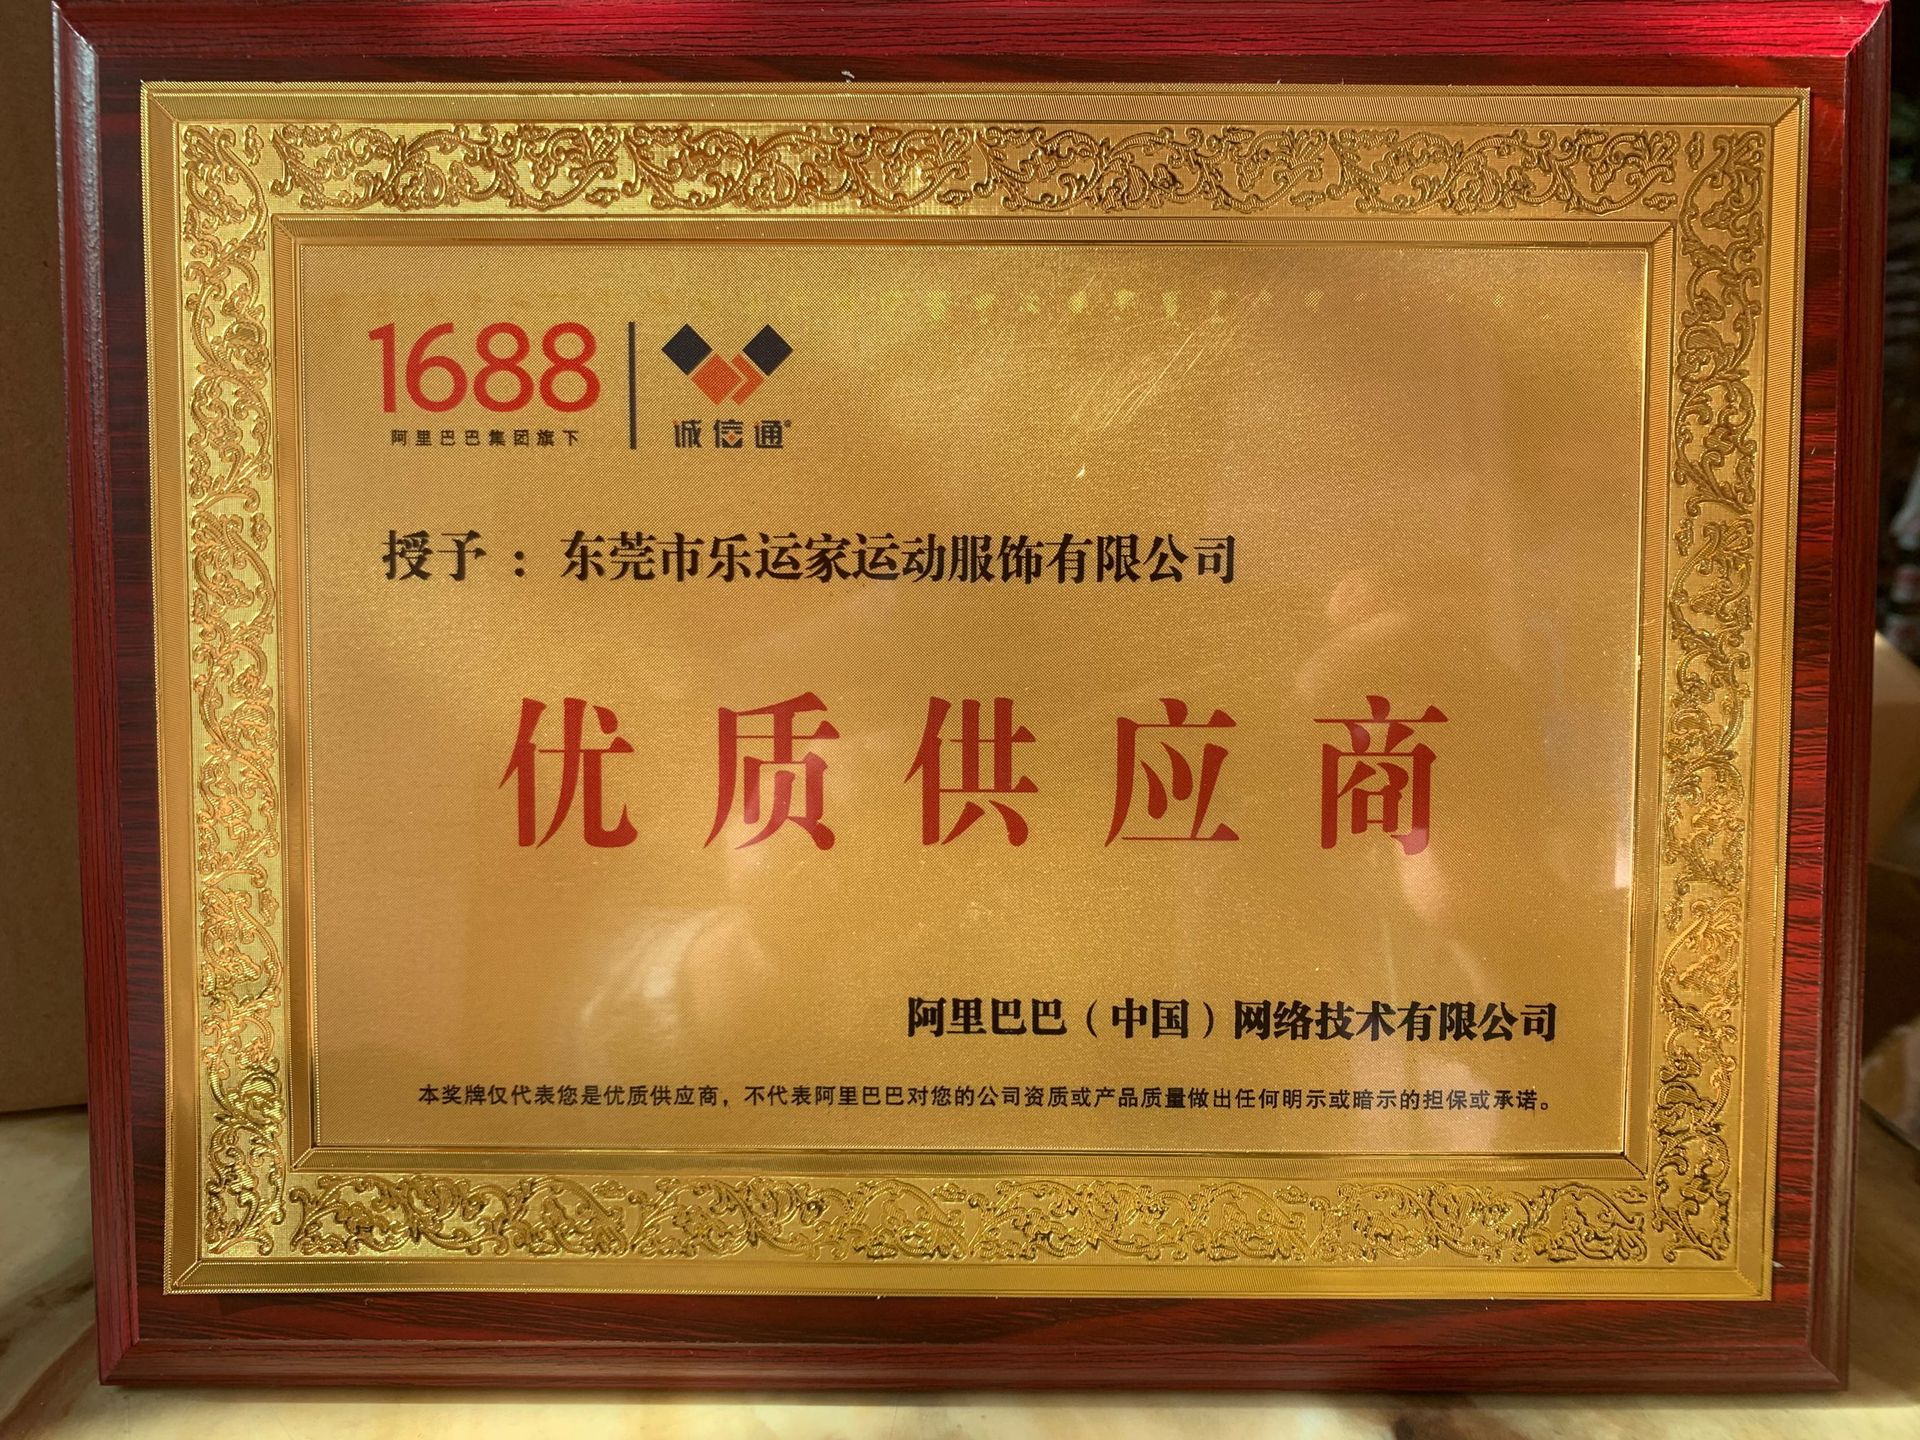 1688
阿里巴巴集团旗下
诚信通®
授予：东莞市乐运家运动服饰有限公司
优质供应商
阿里巴巴（中国）网络技术有限公司
本奖牌仅代表您是优质供应商，不代表阿里巴巴对您的公司资质或产品质量做出任何明示或暗示的担保或承诺。